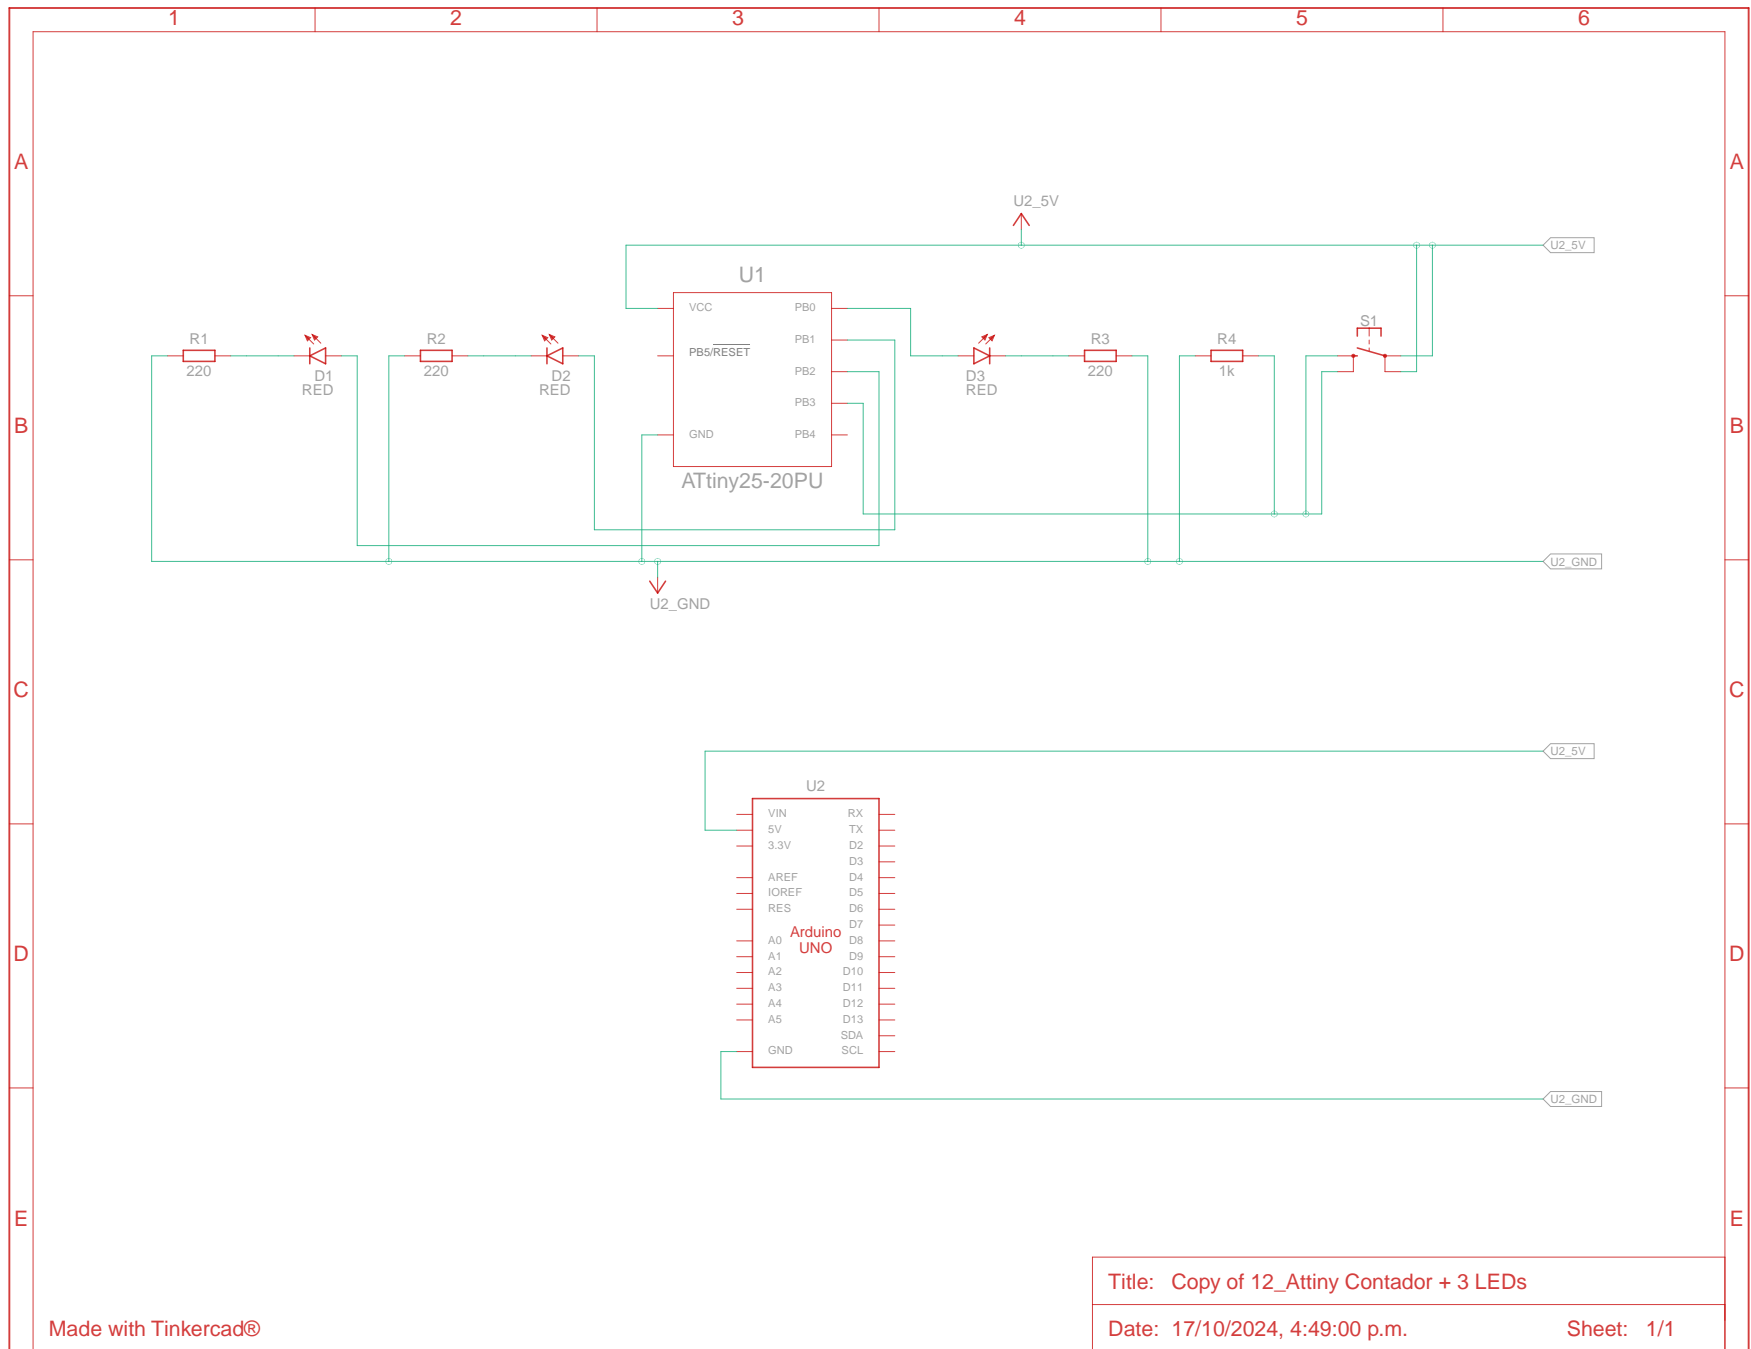 1 2 3 4 5 6
A A
U2_5V
U2_5V
U1
VCC PB0
PB1
PB5/RESET
PB2
PB3
GND PB4
ATtiny25-20PU
R1
220
D1
RED
R2
220
D2
RED
D3
RED
R3
220
R4
1k
S1
B B
U2_GND
U2_GND
C C
U2_5V
U2
VIN RX
5V TX
3.3V D2
D3
AREF D4
IOREF D5
RES D6
D7
Arduino
UNO
A0 D8
A1 D9
A2 D10
A3 D11
A4 D12
A5 D13
SDA
GND SCL
D D
U2_GND
E E
Title: Copy of 12_Attiny Contador + 3 LEDs
Made with Tinkercad®
Date: 17/10/2024, 4:49:00 p.m. Sheet: 1/1